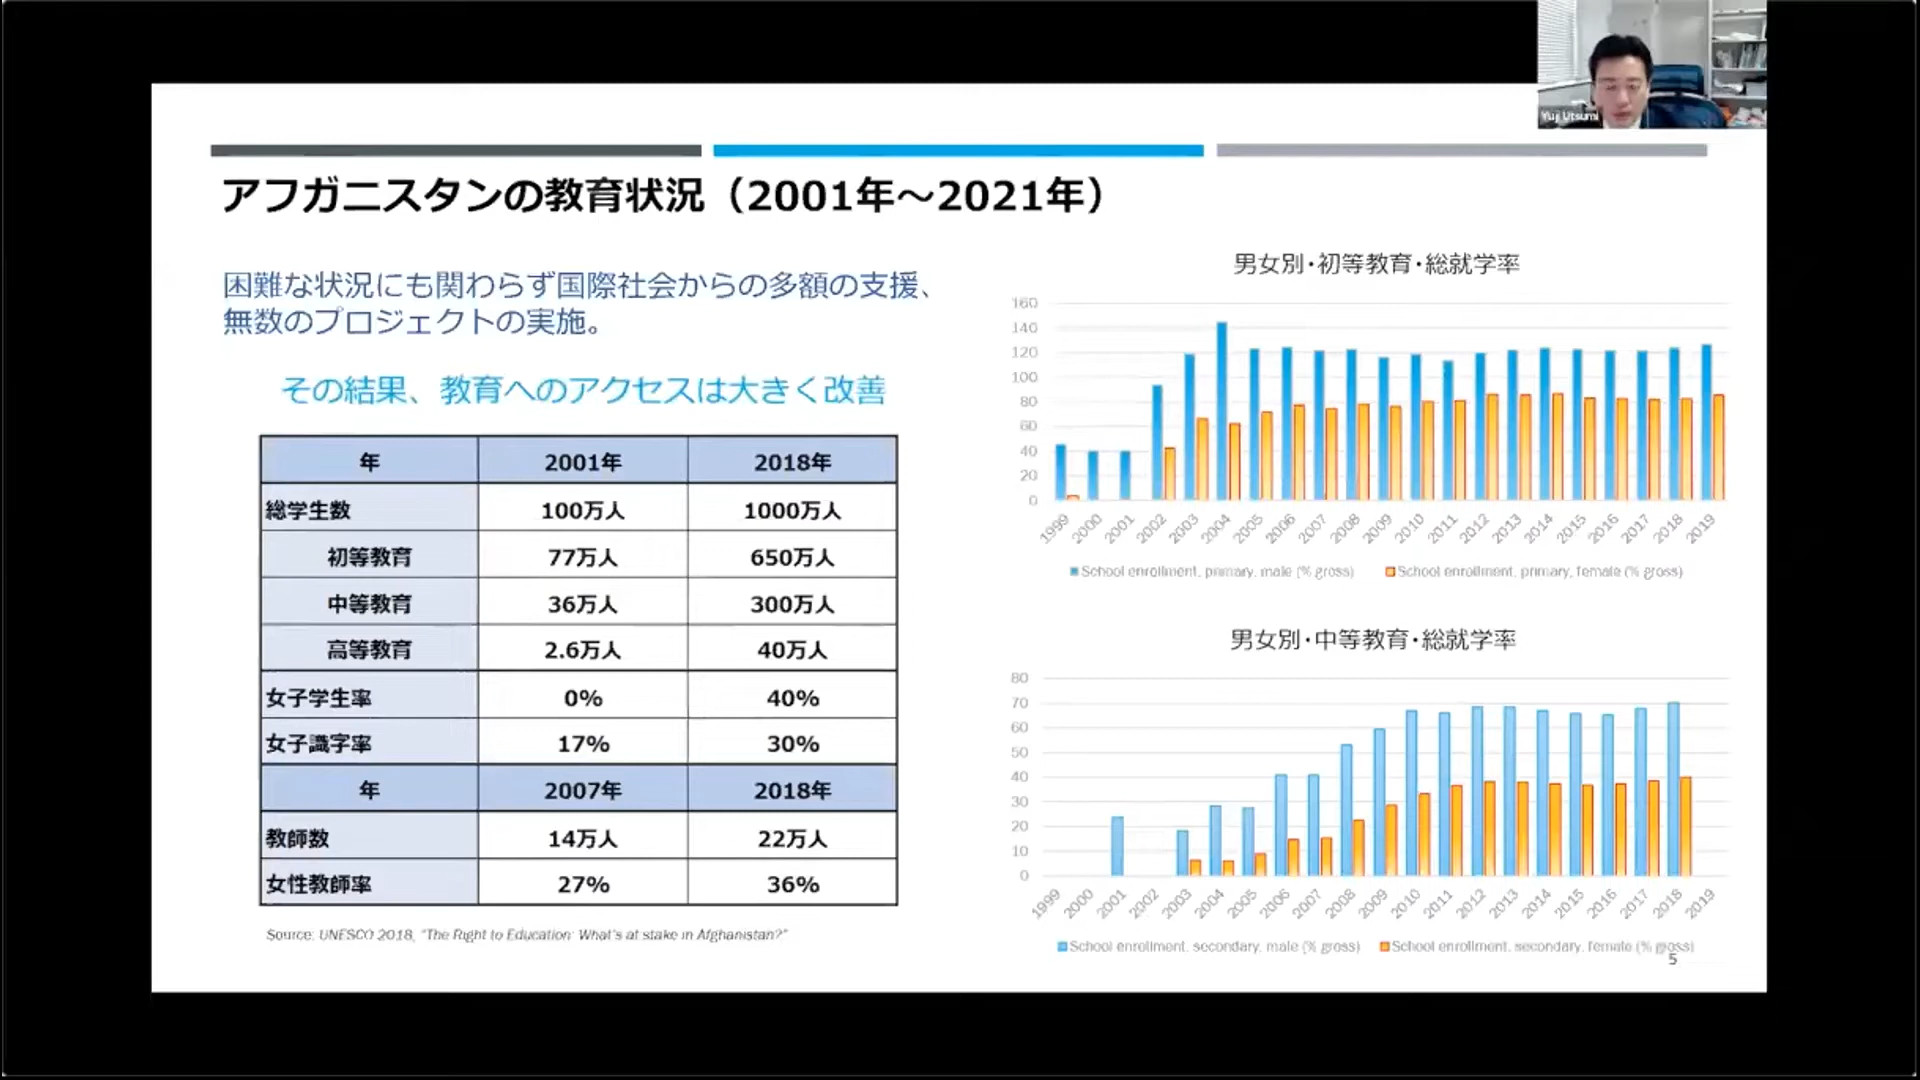 Yuji Utsumi
アフガニスタンの教育状況（2001年～2021年）
困難な状況にも関わらず国際社会からの多額の支援、
無数のプロジェクトの実施。
その結果、教育へのアクセスは大きく改善
年 2001年 2018年
総学生数 100万人 1000万人
初等教育 77万人 650万人
中等教育 36万人 300万人
高等教育 2.6万人 40万人
女子学生率 0% 40%
女子識字率 17% 30%
年 2007年 2018年
教師数 14万人 22万人
女性教師率 27% 36%
Source: UNESCO 2018, "The Right to Education: What's at stake in Afghanistan?"
男女別・初等教育・総就学率
160
140
120
100
80
60
40
20
0
1999 2000 2001 2002 2003 2004 2005 2006 2007 2008 2009 2010 2011 2012 2013 2014 2015 2016 2017 2018 2019
School enrollment, primary, male (% gross) School enrollment, primary, female (% gross)
男女別・中等教育・総就学率
80
70
60
50
40
30
20
10
0
1999 2000 2001 2002 2003 2004 2005 2006 2007 2008 2009 2010 2011 2012 2013 2014 2015 2016 2017 2018 2019
School enrollment, secondary, male (% gross) School enrollment, secondary, female (% gross)
5